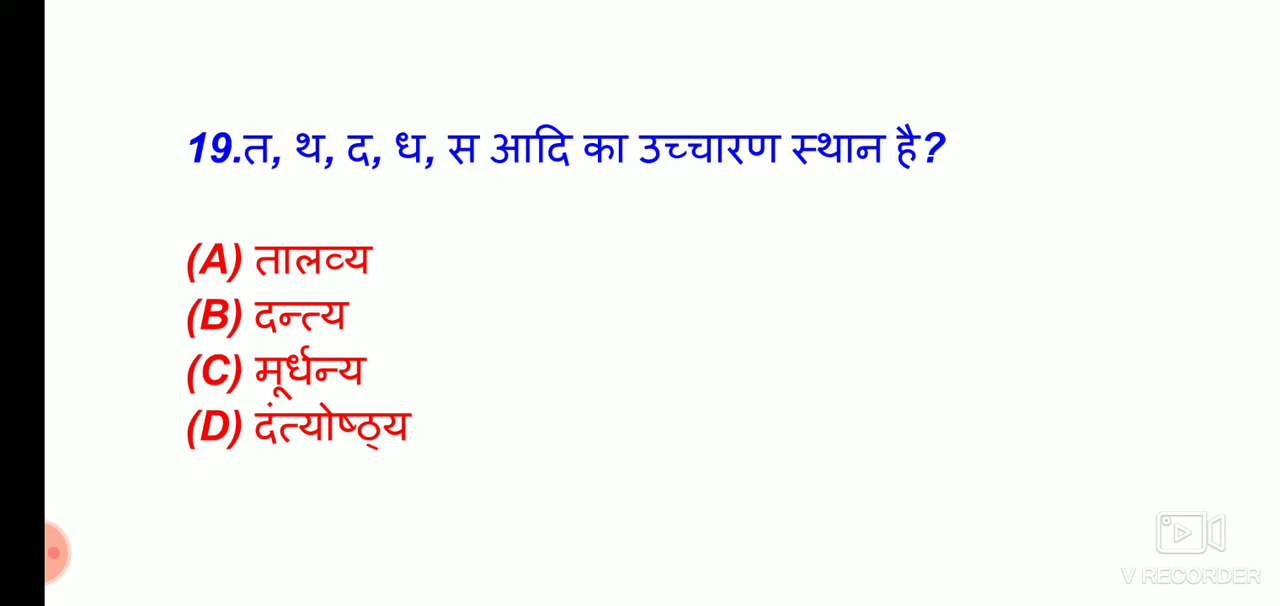 19.त, थ, द, ध, स आदि का उच्चारण स्थान है?
(A) तालव्य
(B) दन्त्य
(C) मूर्धन्य
(D) दंत्योष्ठ्य
V RECORDER